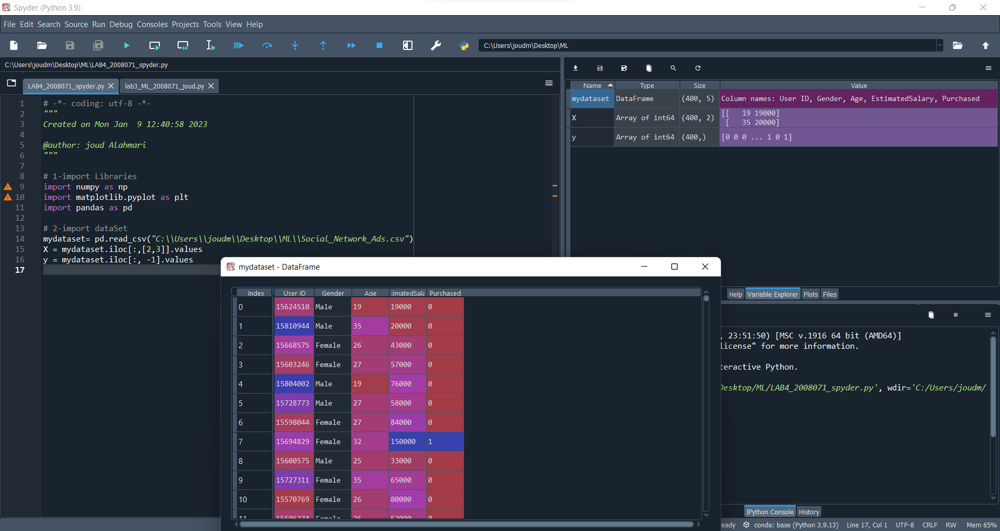 Spyder (Python 3.9)
File Edit Search Source Run Debug Consoles Projects Tools View Help
C:\Users\joudm\Desktop\ML
C:\Users\joudm\Desktop\ML\LAB4_2008071_spyder.py
LAB4_2008071_spyder.py
lab3_ML_2008071_joud.py
1 # -*- coding: utf-8 -*-
2 """
3 Created on Mon Jan  9 12:40:58 2023
4
5 @author: joud Alahmari
6 """
7
8 # 1-import Libraries
9 import numpy as np
10 import matplotlib.pyplot as plt
11 import pandas as pd
12
13 # 2-import dataSet
14 mydataset= pd.read_csv("C:\\Users\\joudm\\Desktop\\ML\\Social_Network_Ads.csv")
15 X = mydataset.iloc[:,[2,3]].values
16 y = mydataset.iloc[:, -1].values
17
Name Type Size Value
mydataset DataFrame (400, 5) Column names: User ID, Gender, Age, EstimatedSalary, Purchased
X Array of int64 (400, 2) [[   19 19000]
[   35 20000]
y Array of int64 (400,) [0 0 0 ... 1 0 1]
Help Variable Explorer Plots Files
mydataset - DataFrame
Index User ID Gender Age timatedSala Purchased
0 15624510 Male 19 19000 0
1 15810944 Male 35 20000 0
2 15668575 Female 26 43000 0
3 15603246 Female 27 57000 0
4 15804002 Male 19 76000 0
5 15728773 Male 27 58000 0
6 15598044 Female 27 84000 0
7 15694829 Female 32 150000 1
8 15600575 Male 25 33000 0
9 15727311 Female 35 65000 0
10 15570769 Female 26 80000 0
11 15606274 Female 26 52000 0
, 23:51:50) [MSC v.1916 64 bit (AMD64)]
license" for more information.
teractive Python.
Desktop/ML/LAB4_2008071_spyder.py', wdir='C:/Users/joudm/
IPython Console History
eady conda: base (Python 3.9.13) Line 17, Col 1 UTF-8 CRLF RW Mem 65%